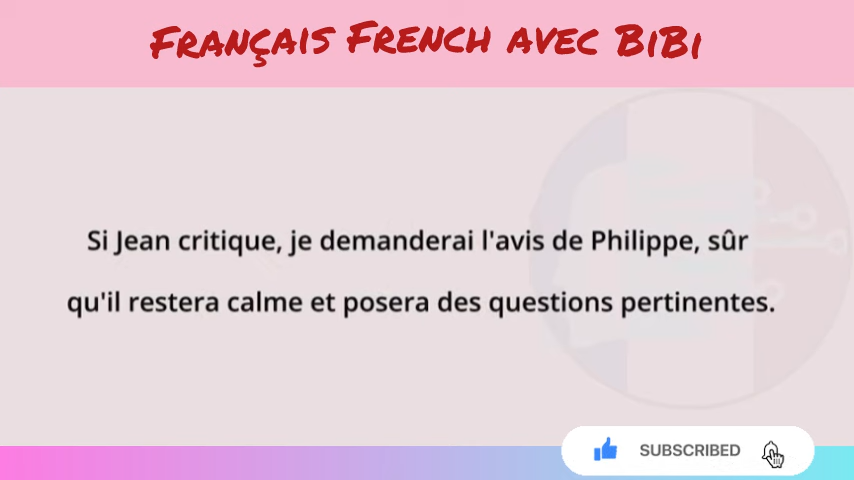 Français French avec BiBi
Si Jean critique, je demanderai l'avis de Philippe, sûr
qu'il restera calme et posera des questions pertinentes.
SUBSCRIBED